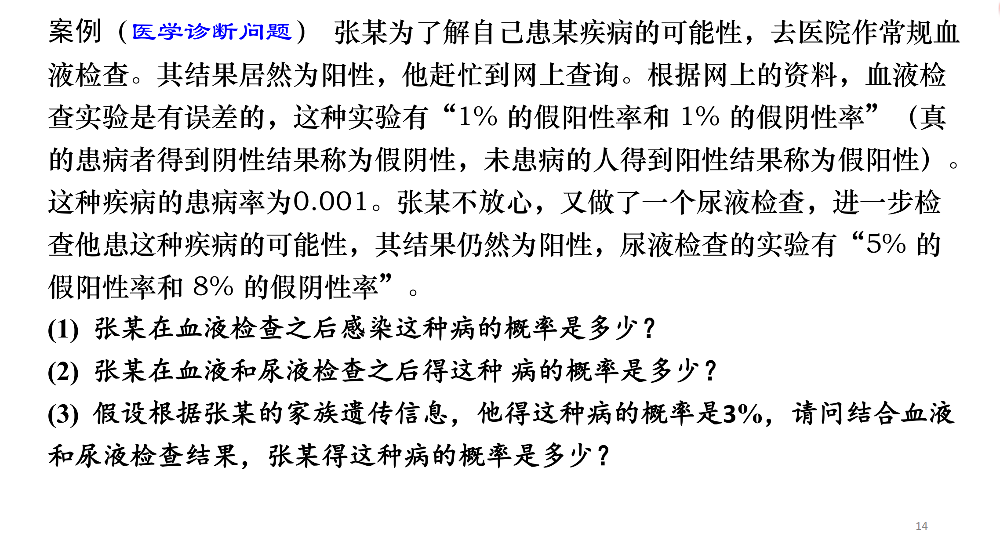 案例（医学诊断问题） 张某为了解自己患某疾病的可能性，去医院作常规血
液检查。其结果居然为阳性，他赶忙到网上查询。根据网上的资料，血液检
查实验是有误差的，这种实验有“1% 的假阳性率和 1% 的假阴性率”（真
的患病者得到阴性结果称为假阴性，未患病的人得到阳性结果称为假阳性）。
这种疾病的患病率为0.001。张某不放心，又做了一个尿液检查，进一步检
查他患这种疾病的可能性，其结果仍然为阳性，尿液检查的实验有“5% 的
假阳性率和 8% 的假阴性率”。
(1) 张某在血液检查之后感染这种病的概率是多少？
(2) 张某在血液和尿液检查之后得这种 病的概率是多少？
(3) 假设根据张某的家族遗传信息，他得这种病的概率是3%，请问结合血液
和尿液检查结果，张某得这种病的概率是多少？
14